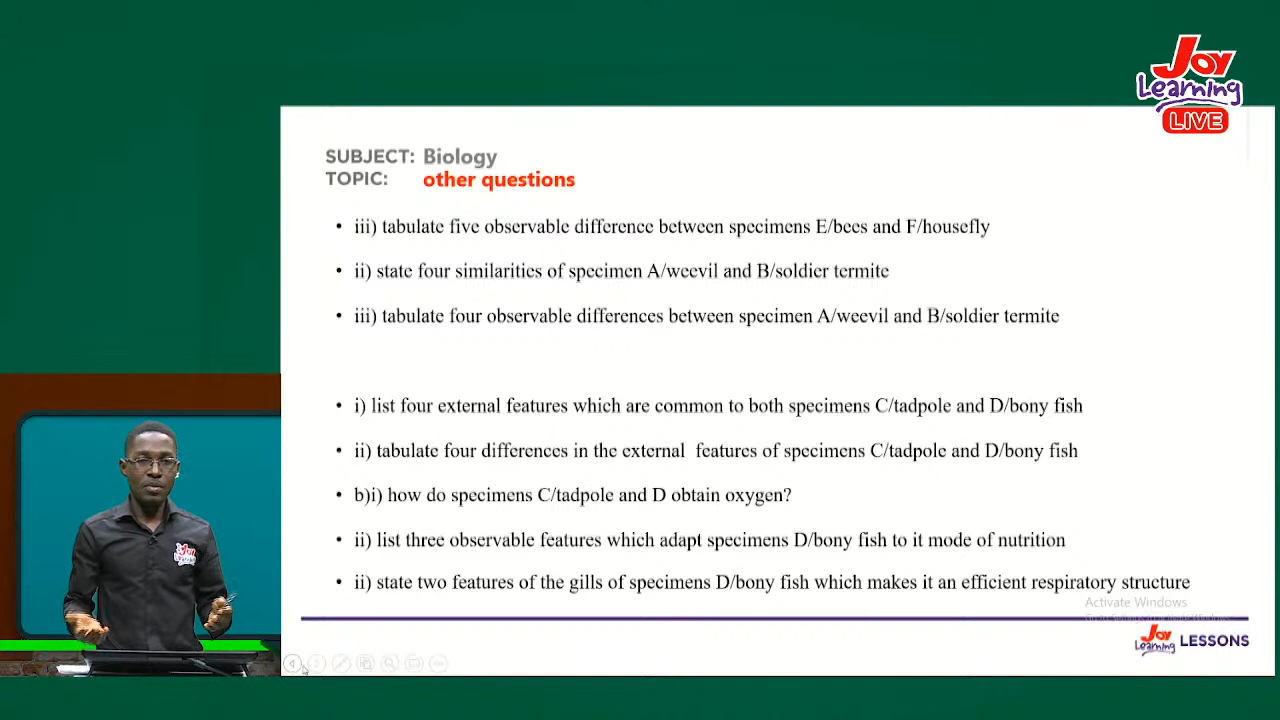 Joy
Learning
LIVE
SUBJECT: Biology
TOPIC: other questions
• iii) tabulate five observable difference between specimens E/bees and F/housefly
• ii) state four similarities of specimen A/weevil and B/soldier termite
• iii) tabulate four observable differences between specimen A/weevil and B/soldier termite
• i) list four external features which are common to both specimens C/tadpole and D/bony fish
• ii) tabulate four differences in the external features of specimens C/tadpole and D/bony fish
• b)i) how do specimens C/tadpole and D obtain oxygen?
• ii) list three observable features which adapt specimens D/bony fish to it mode of nutrition
• ii) state two features of the gills of specimens D/bony fish which makes it an efficient respiratory structure
Activate Windows
Joy Learning LESSONS